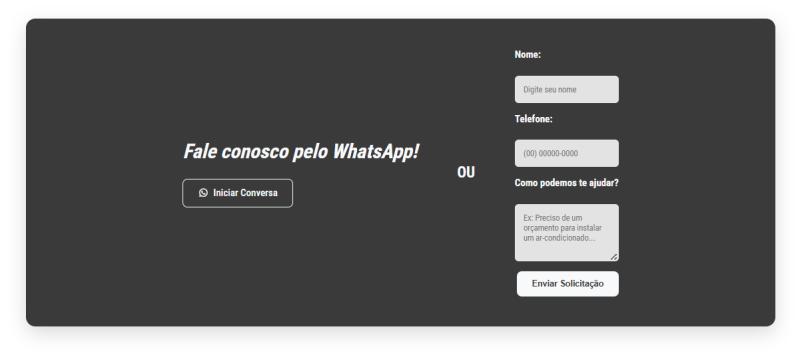 Fale conosco pelo WhatsApp!
Iniciar Conversa
OU
Nome:
Digite seu nome
Telefone:
(00) 00000-0000
Como podemos te ajudar?
Ex: Preciso de um
orçamento para instalar
um ar-condicionado...
Enviar Solicitação